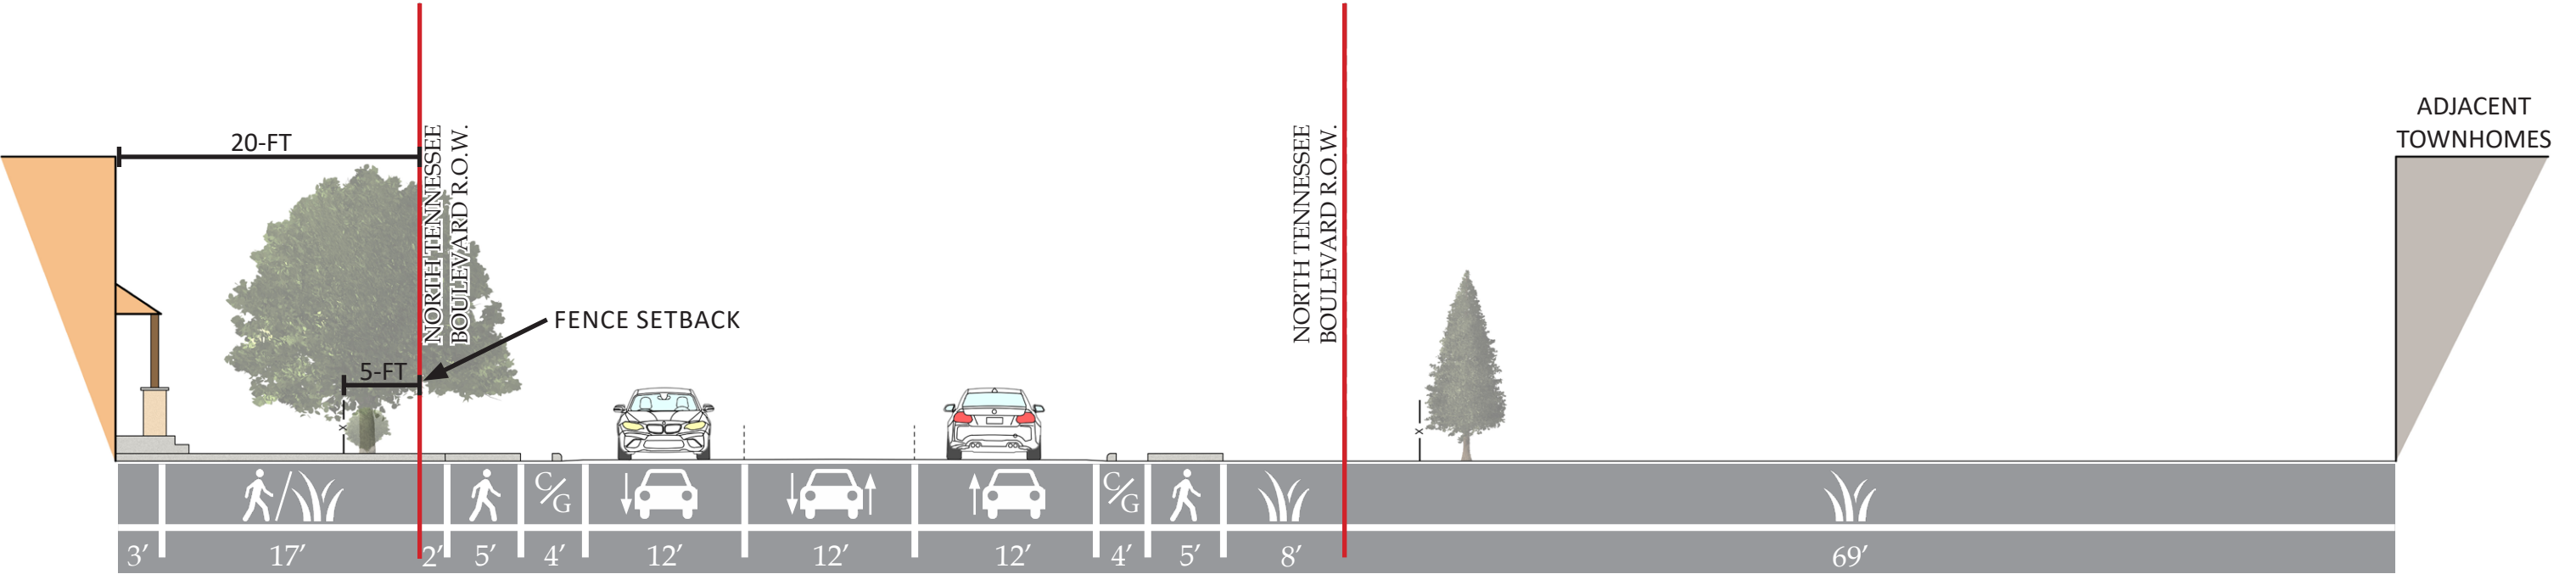 ADJACENT
TOWNHOMES
20-FT
NORTH TENNESSEE
BOULEVARD R.O.W.
NORTH TENNESSEE
BOULEVARD R.O.W.
FENCE SETBACK
5-FT
x
x
C/G
C/G
3’
17’
2’
5’
4’
12’
12’
12’
4’
5’
8’
69’